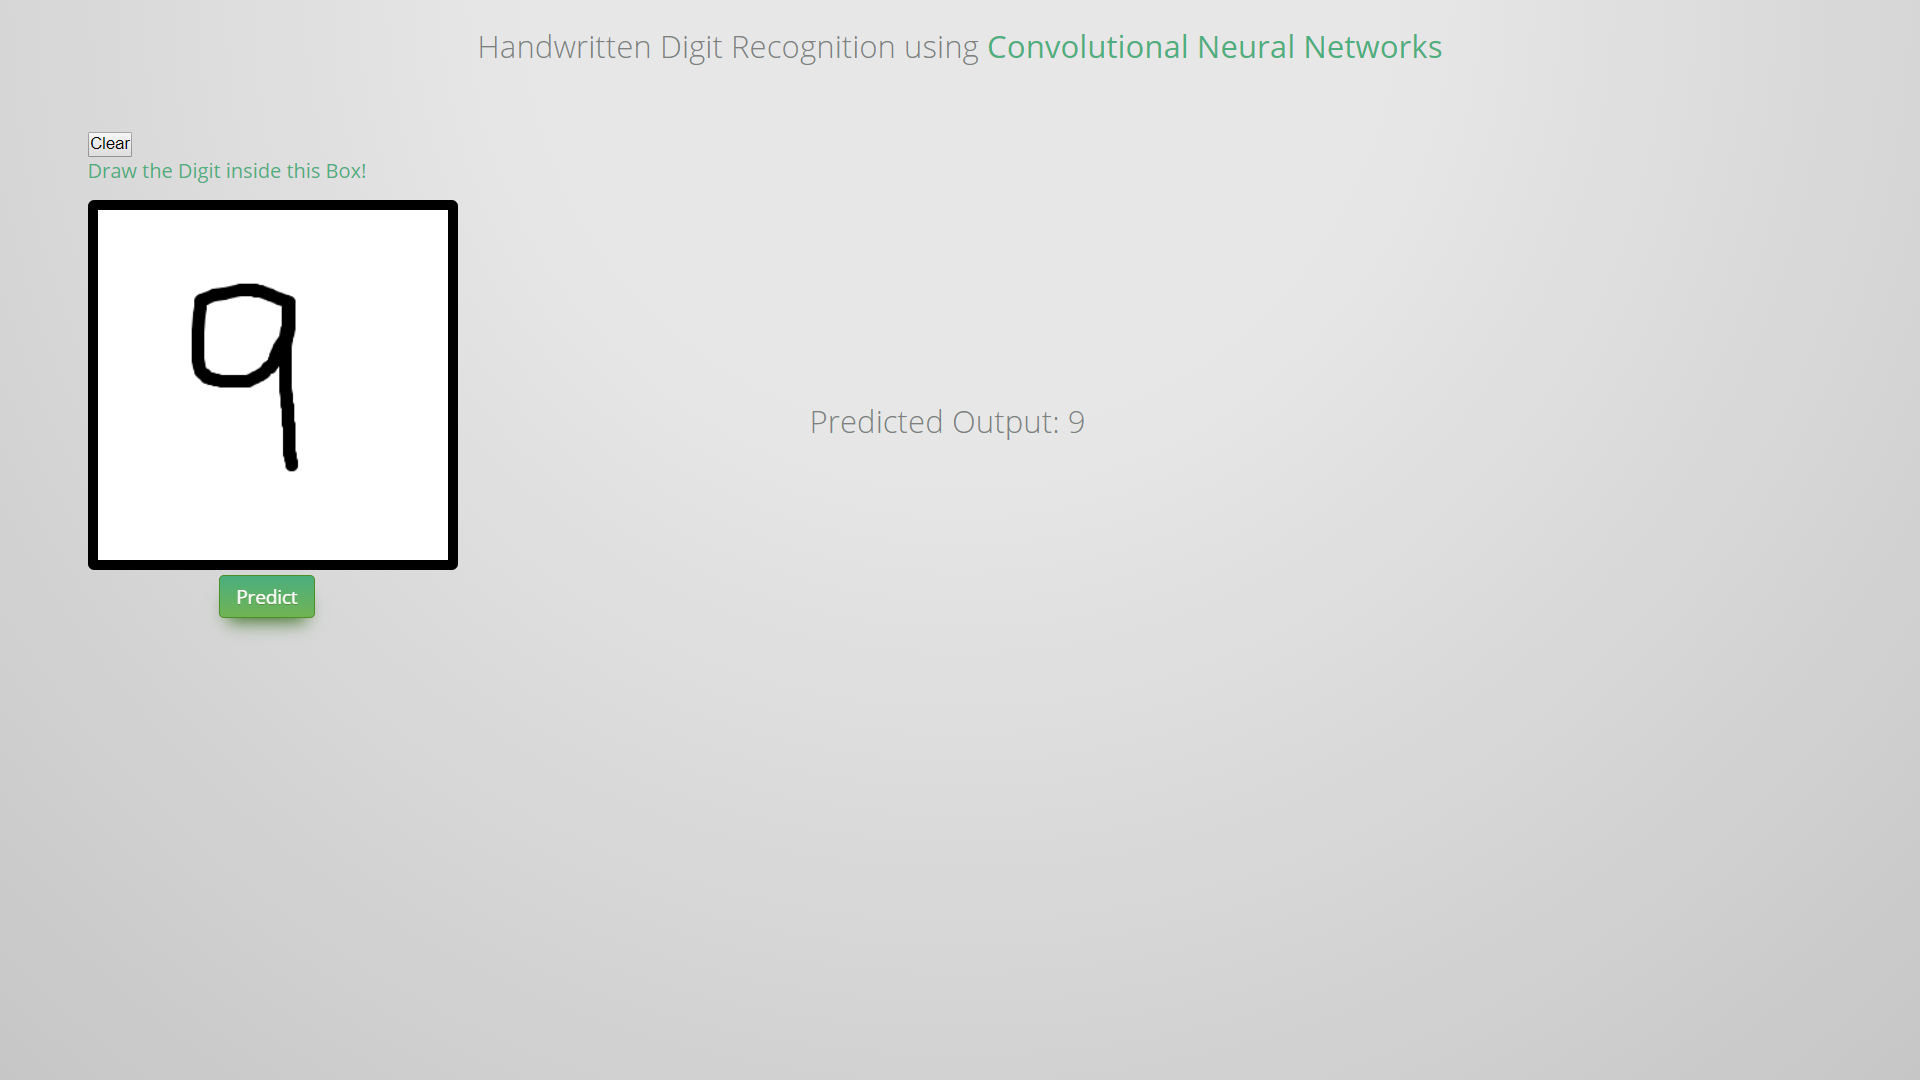 Handwritten Digit Recognition using Convolutional Neural Networks
Clear
Draw the Digit inside this Box!
9
Predicted Output: 9
Predict